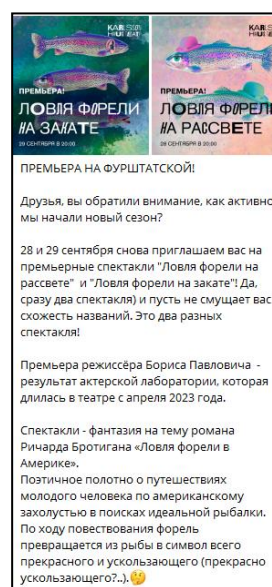 KARLSSON
HAUS
ПРЕМЬЕРА!
ЛОВЛЯ ФОРЕЛИ
НА ЗАКАТЕ
29 СЕНТЯБРЯ В 20:00
KARLSSON
HAUS
ПРЕМЬЕРА!
ЛОВЛЯ ФОРЕЛИ
НА РАССВЕТЕ
28 СЕНТЯБРЯ В 20:00
ПРЕМЬЕРА НА ФУРШТАТСКОЙ!
Друзья, вы обратили внимание, как активно
мы начали новый сезон?
28 и 29 сентября снова приглашаем вас на
премьерные спектакли "Ловля форели на
рассвете" и "Ловля форели на закате"! Да,
сразу два спектакля) и пусть не смущает вас
схожесть названий. Это два разных
спектакля!
Премьера режиссёра Бориса Павловича -
результат актерской лаборатории, которая
длилась в театре с апреля 2023 года.
Спектакли - фантазия на тему романа
Ричарда Бротигана «Ловля форели в
Америке».
Поэтичное полотно о путешествиях
молодого человека по американскому
захолустью в поисках идеальной рыбалки.
По ходу повествования форель
превращается из рыбы в символ всего
прекрасного и ускользающего (прекрасно
ускользающего?..).🤔